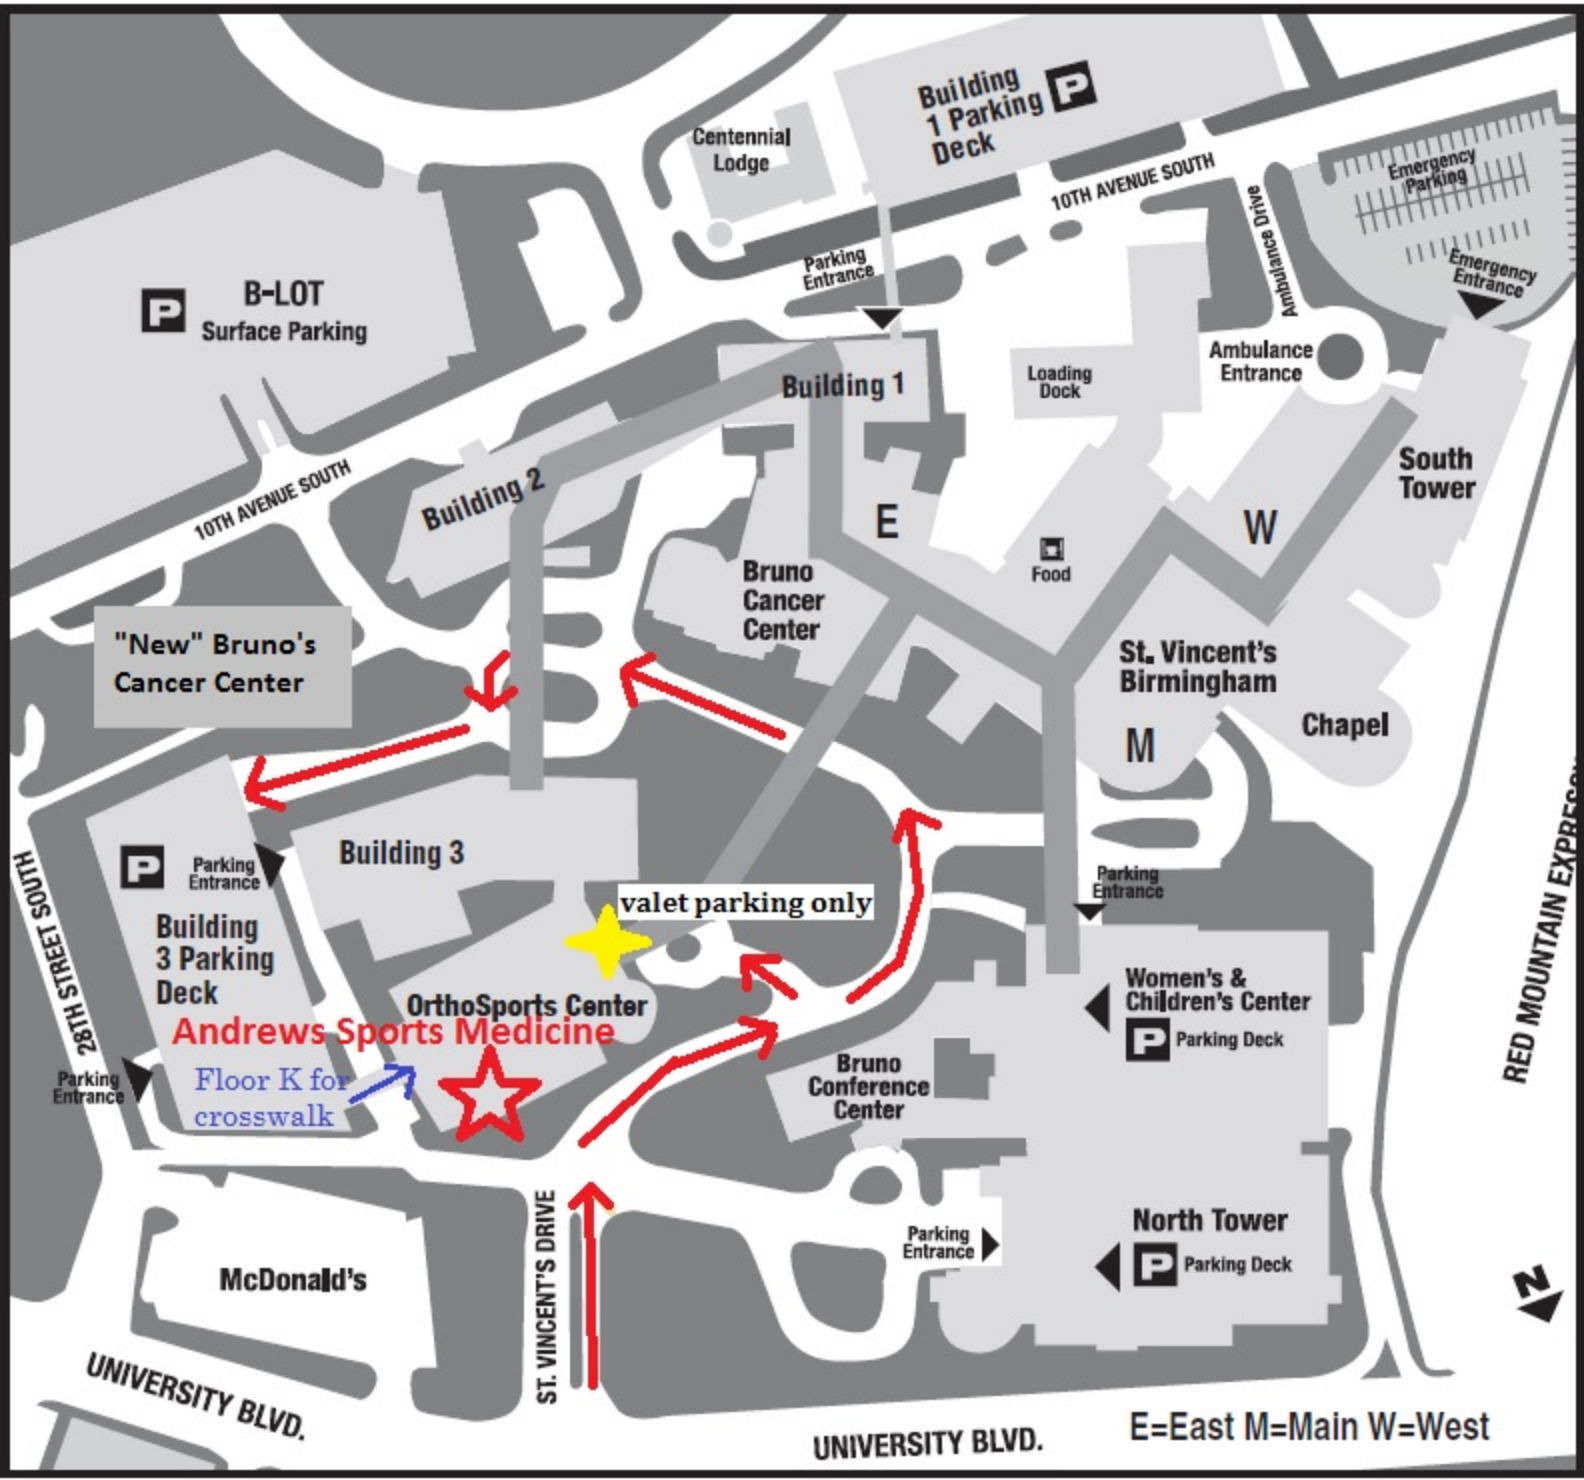 Building
1 Parking
Deck
P
Centennial
Lodge
10TH AVENUE SOUTH
Emergency
Parking
Ambulance Drive
Parking
Entrance
Emergency
Entrance
P
B-LOT
Surface Parking
Building 1
Loading
Dock
Ambulance
Entrance
South
Tower
Building 2
10TH AVENUE SOUTH
E
W
Food
Bruno
Cancer
Center
"New" Bruno's
Cancer Center
St. Vincent's
Birmingham
M
Chapel
Building 3
P
Parking
Entrance
valet parking only
Parking
Entrance
28TH STREET SOUTH
Building
3 Parking
Deck
OrthoSports Center
Andrews Sports Medicine
Women's &
Children's Center
P Parking Deck
RED MOUNTAIN EXPRESS
Parking
Entrance
Floor K for
crosswalk
Bruno
Conference
Center
McDonald's
ST. VINCENT'S DRIVE
Parking
Entrance
North Tower
P Parking Deck
N
UNIVERSITY BLVD.
UNIVERSITY BLVD.
E=East M=Main W=West